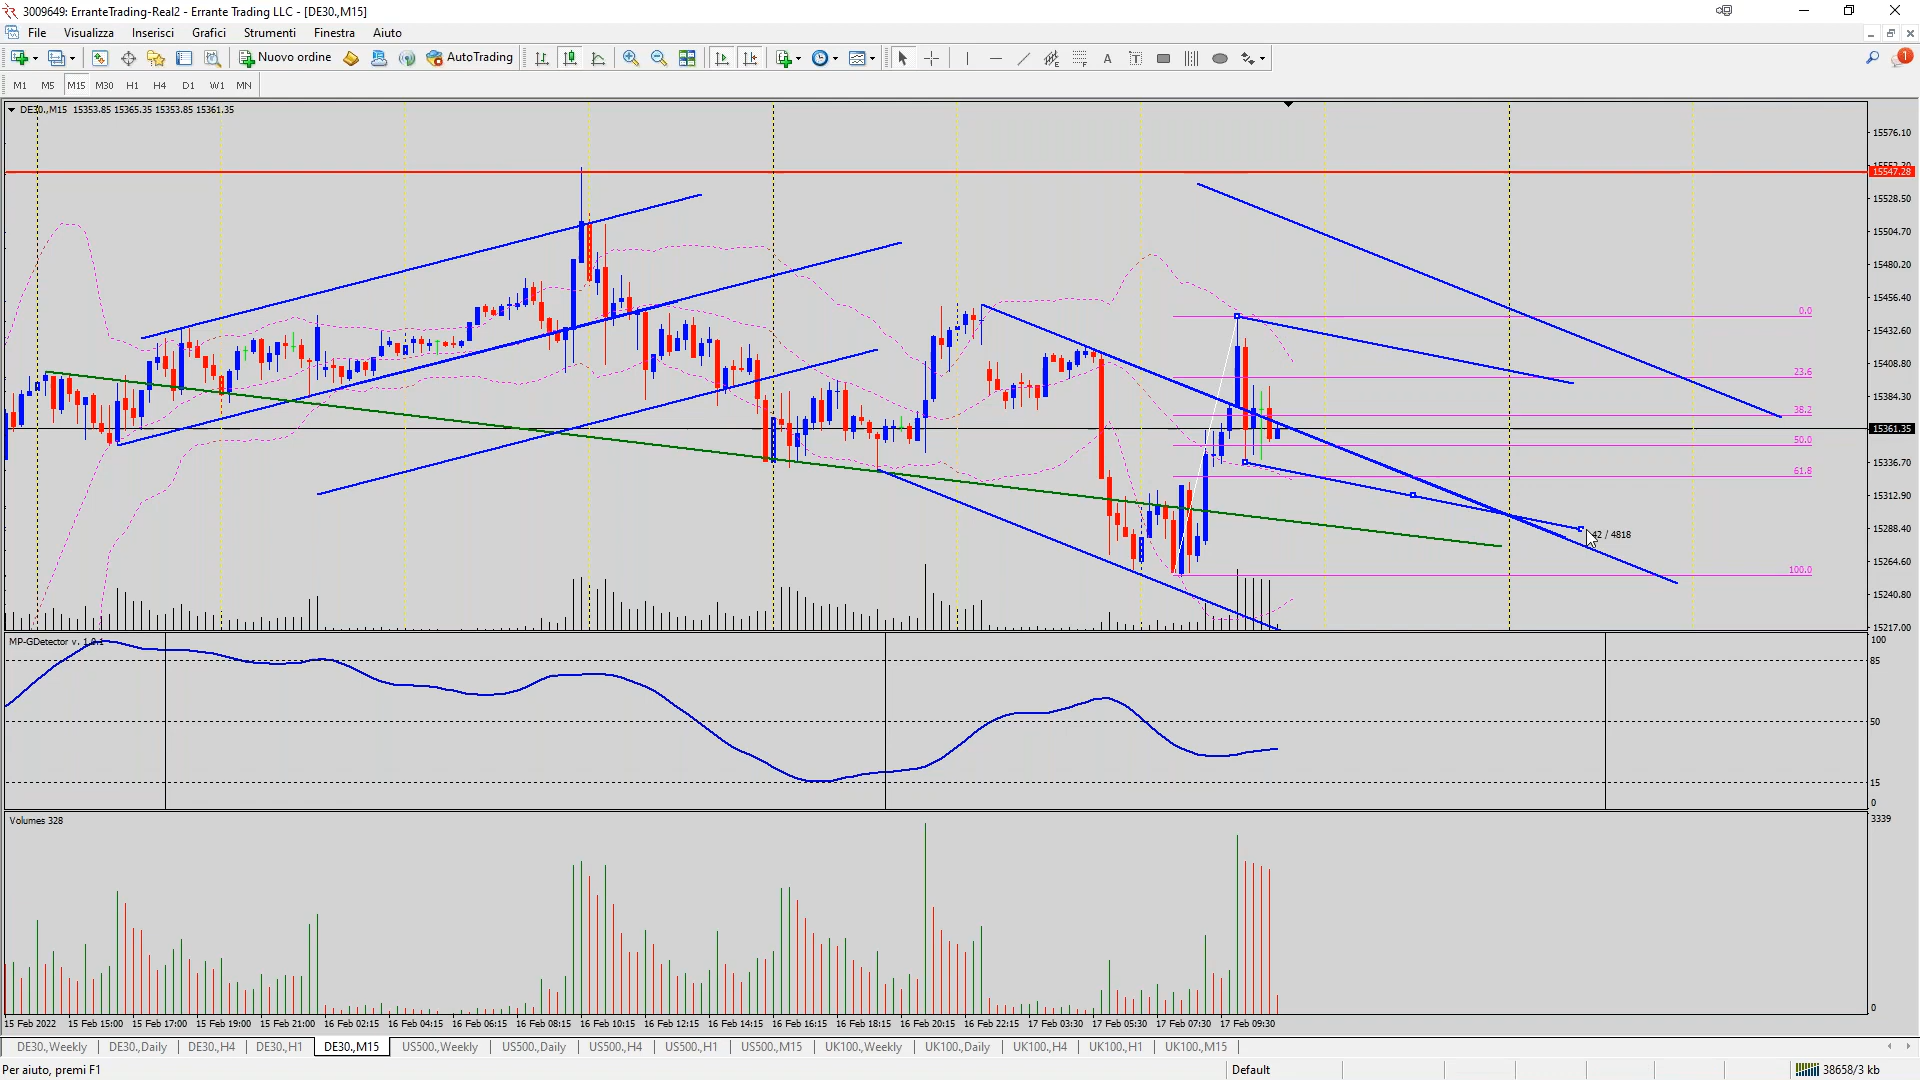 3009649: ErranteTrading-Real2 - Errante Trading LLC - [DE30.,M15]
File Visualizza Inserisci Grafici Strumenti Finestra Aiuto
Nuovo ordine AutoTrading
M1 M5 M15 M30 H1 H4 D1 W1 MN
DE30.,M15 15353.85 15365.35 15353.85 15361.35
15576.10
15547.28
15528.50
15504.70
15480.20
15456.40
15432.60
15408.80
15384.30
15361.35
15336.70
15312.90
15288.40
15264.60
15240.80
15217.00
0.0
23.6
38.2
50.0
61.8
100.0
42 / 4818
MP-GDetector v. 1.0.1
100
85
50
15
0
Volumes 328
3339
0
15 Feb 2022 15 Feb 15:00 15 Feb 17:00 15 Feb 19:00 15 Feb 21:00 16 Feb 02:15 16 Feb 04:15 16 Feb 06:15 16 Feb 08:15 16 Feb 10:15 16 Feb 12:15 16 Feb 14:15 16 Feb 16:15 16 Feb 18:15 16 Feb 20:15 16 Feb 22:15 17 Feb 03:30 17 Feb 05:30 17 Feb 07:30 17 Feb 09:30
DE30.,Weekly DE30.,Daily DE30.,H4 DE30.,H1 DE30.,M15 US500.,Weekly US500.,Daily US500.,H4 US500.,H1 US500.,M15 UK100.,Weekly UK100.,Daily UK100.,H4 UK100.,H1 UK100.,M15
Per aiuto, premi F1 Default 38658/3 kb